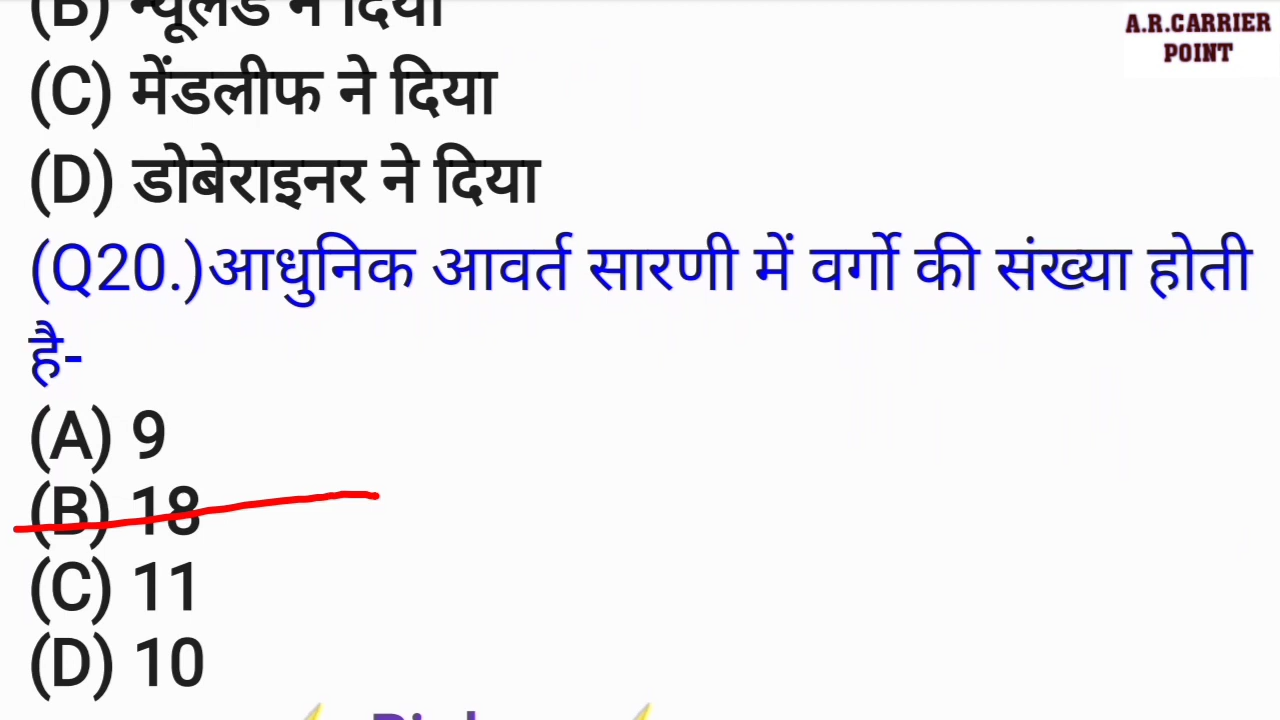 (B) न्यूलैंड ने दिया
A.R.CARRIER
POINT
(C) मेंडलीफ ने दिया
(D) डोबेराइनर ने दिया
(Q20.)आधुनिक आवर्त सारणी में वर्गो की संख्या होती
है-
(A) 9
(B) 18
(C) 11
(D) 10